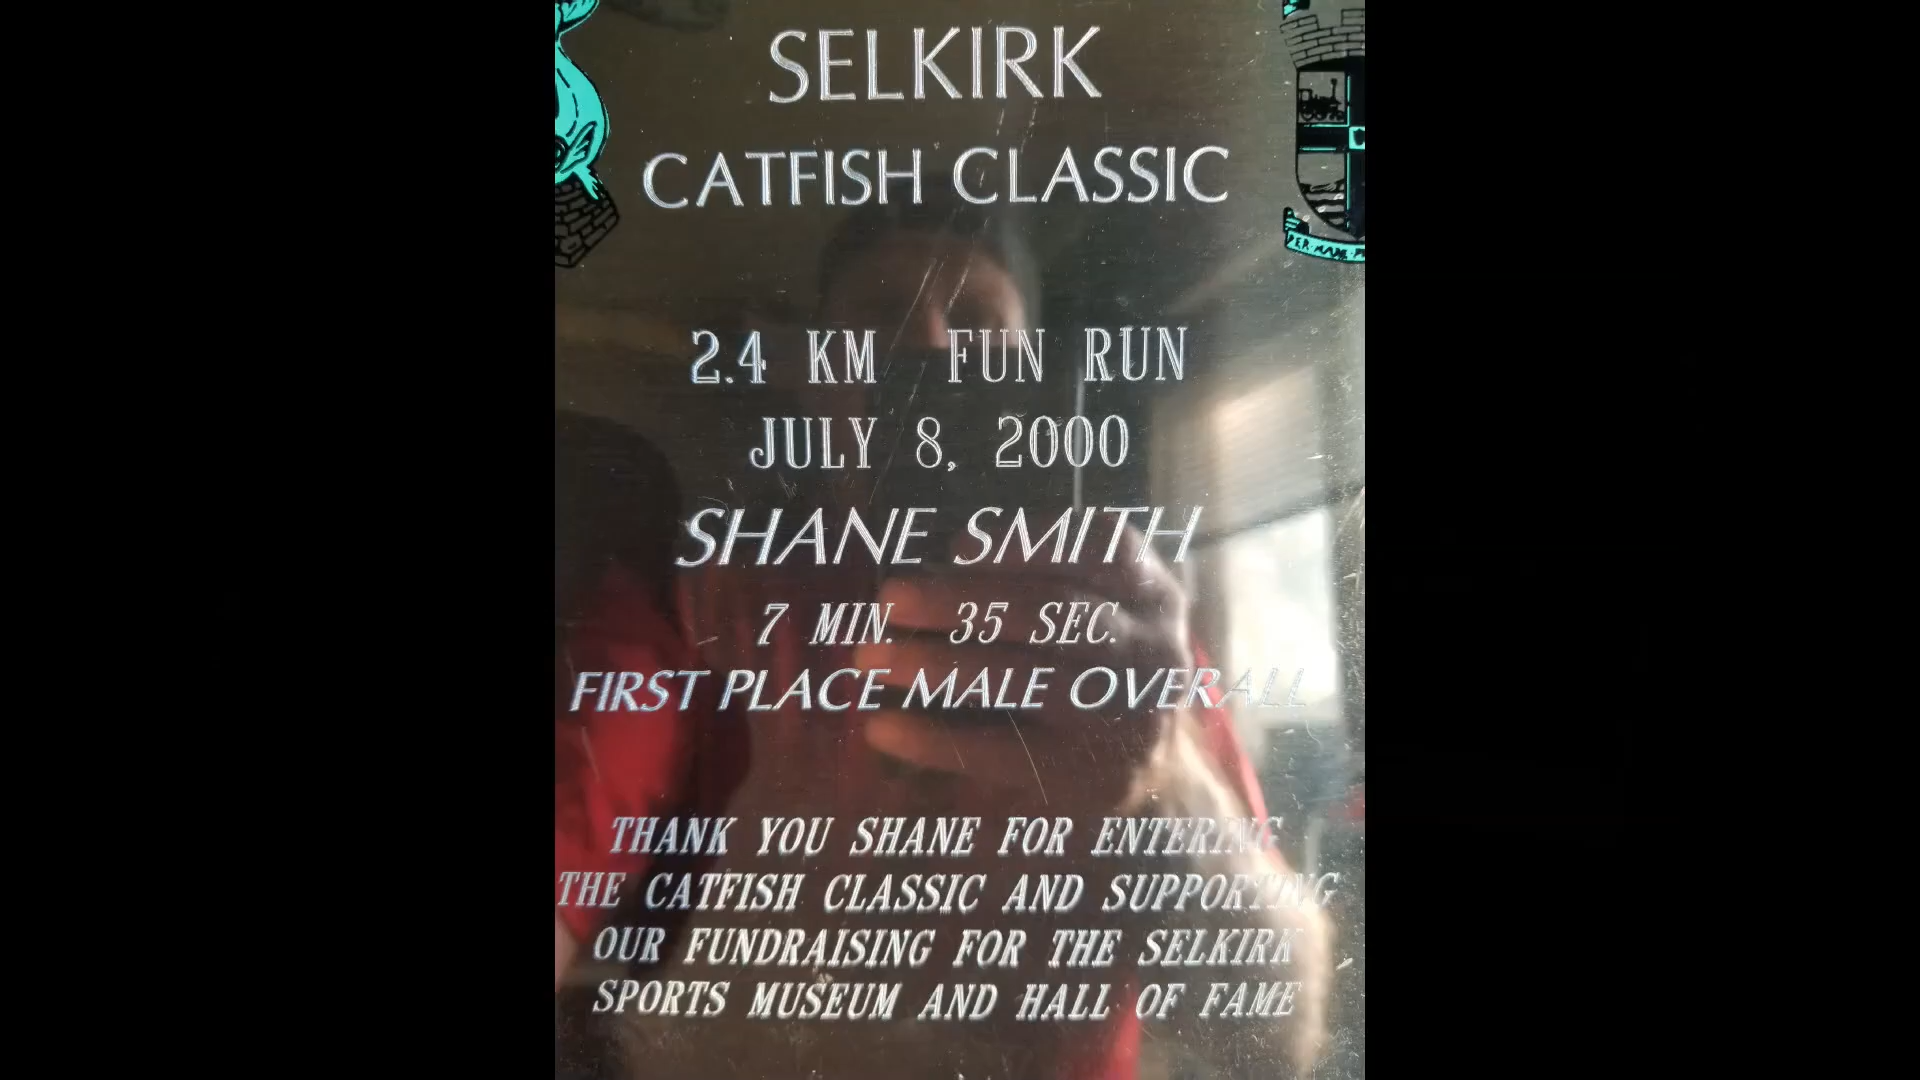 SELKIRK
CATFISH CLASSIC
2.4 KM FUN RUN
JULY 8, 2000
SHANE SMITH
7 MIN. 35 SEC.
FIRST PLACE MALE OVERALL
THANK YOU SHANE FOR ENTERING
THE CATFISH CLASSIC AND SUPPORTING
OUR FUNDRAISING FOR THE SELKIRK
SPORTS MUSEUM AND HALL OF FAME
PER MARE